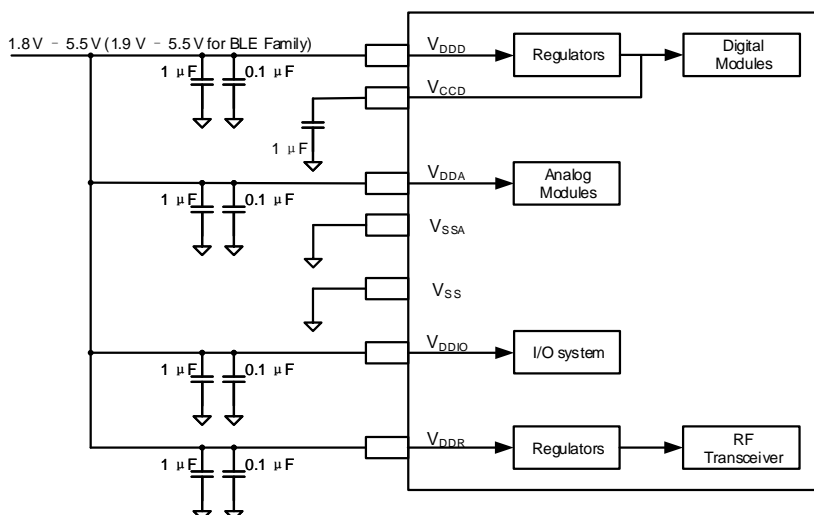 1.8 V – 5.5 V (1.9 V – 5.5 V for BLE Family)
1 μF 0.1 μF
VDDD
Regulators
Digital
Modules
VCCD
1 μF
VDDA
Analog
Modules
1 μF 0.1 μF
VSSA
VSS
VDDIO
I/O system
1 μF 0.1 μF
VDDR
Regulators
RF
Transceiver
1 μF 0.1 μF